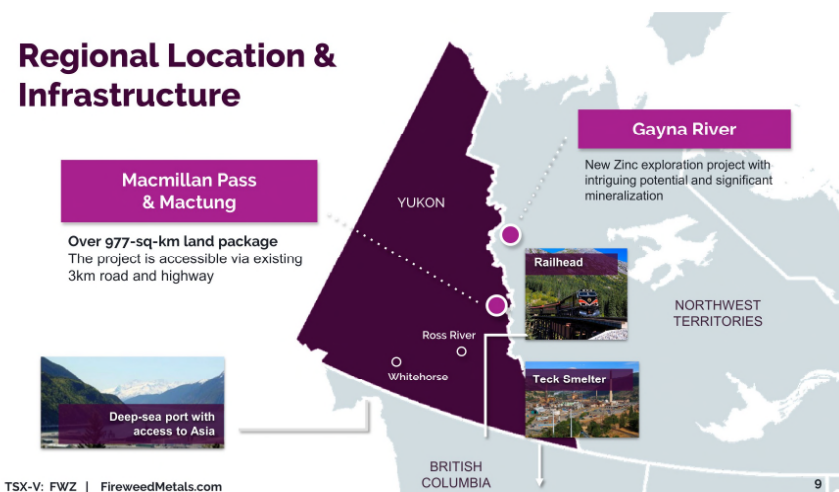 Regional Location &
Infrastructure
Macmillan Pass
& Mactung
Over 977-sq-km land package
The project is accessible via existing
3km road and highway
Gayna River
New Zinc exploration project with
intriguing potential and significant
mineralization
YUKON
Railhead
NORTHWEST
TERRITORIES
Ross River
Whitehorse
Teck Smelter
Deep-sea port with
access to Asia
BRITISH
COLUMBIA
TSX-V: FWZ | FireweedMetals.com
9